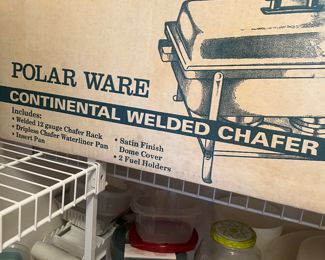 POLAR WARE
CONTINENTAL WELDED CHAFER
Includes:
• Welded 12 gauge Chafer Rack
• Dripless Chafer Waterliner Pan
• Insert Pan
• Satin Finish
Dome Cover
• 2 Fuel Holders